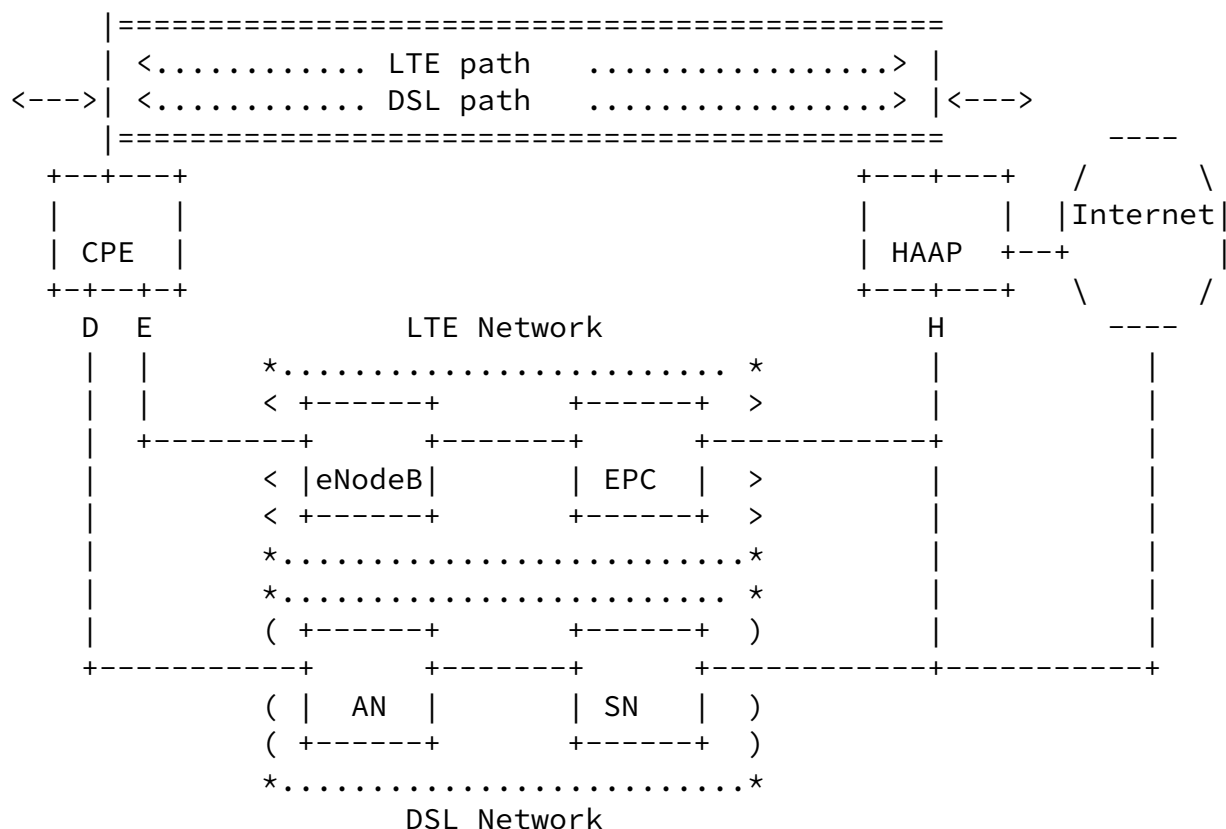 LTE path
DSL path
Internet
CPE HAAP
D E LTE Network H
eNodeB EPC
AN SN
DSL Network